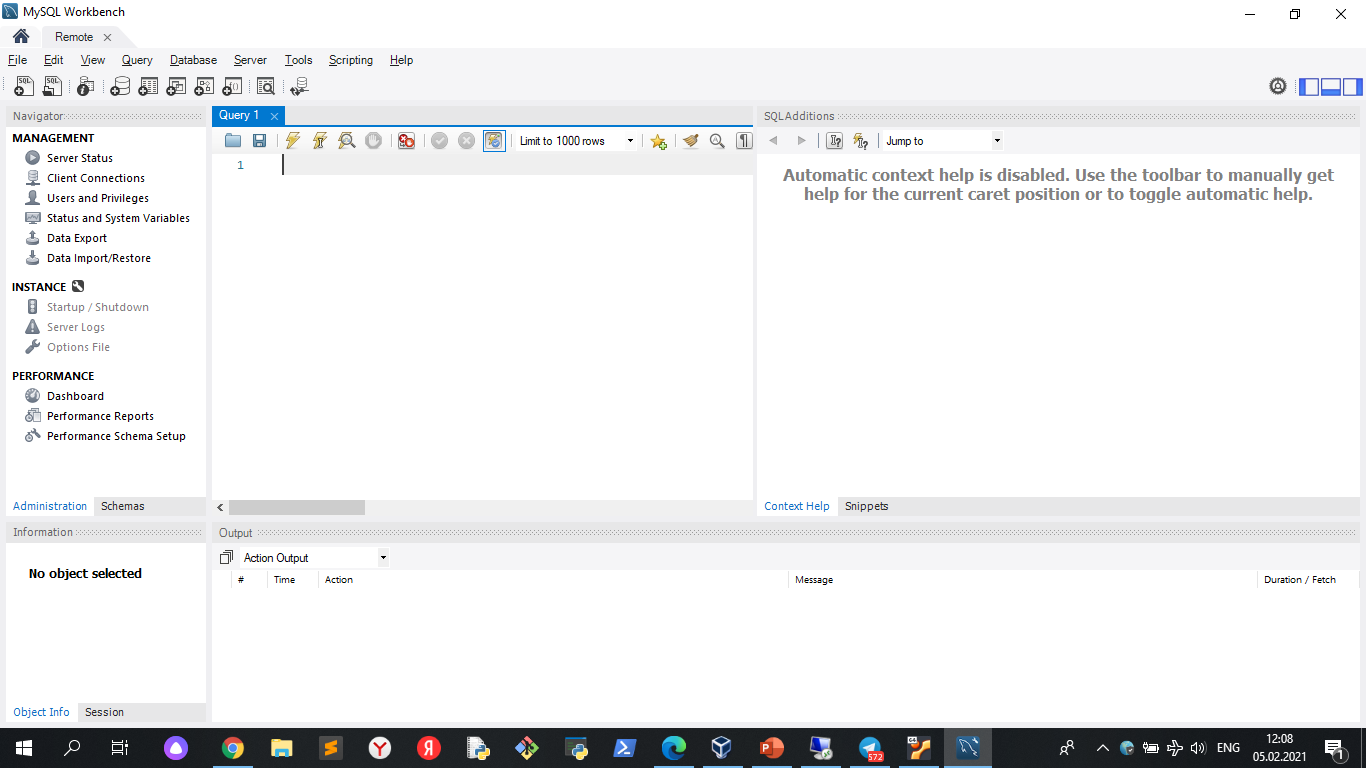 MySQL Workbench
Remote
File Edit View Query Database Server Tools Scripting Help
Navigator
MANAGEMENT
Server Status
Client Connections
Users and Privileges
Status and System Variables
Data Export
Data Import/Restore
INSTANCE
Startup / Shutdown
Server Logs
Options File
PERFORMANCE
Dashboard
Performance Reports
Performance Schema Setup
Administration Schemas
Query 1
Limit to 1000 rows
1
SQLAdditions
Jump to
Automatic context help is disabled. Use the toolbar to manually get
help for the current caret position or to toggle automatic help.
Context Help Snippets
Information
No object selected
Object Info Session
Output
Action Output
# Time Action Message Duration / Fetch
572
64
ENG
12:08
05.02.2021
1